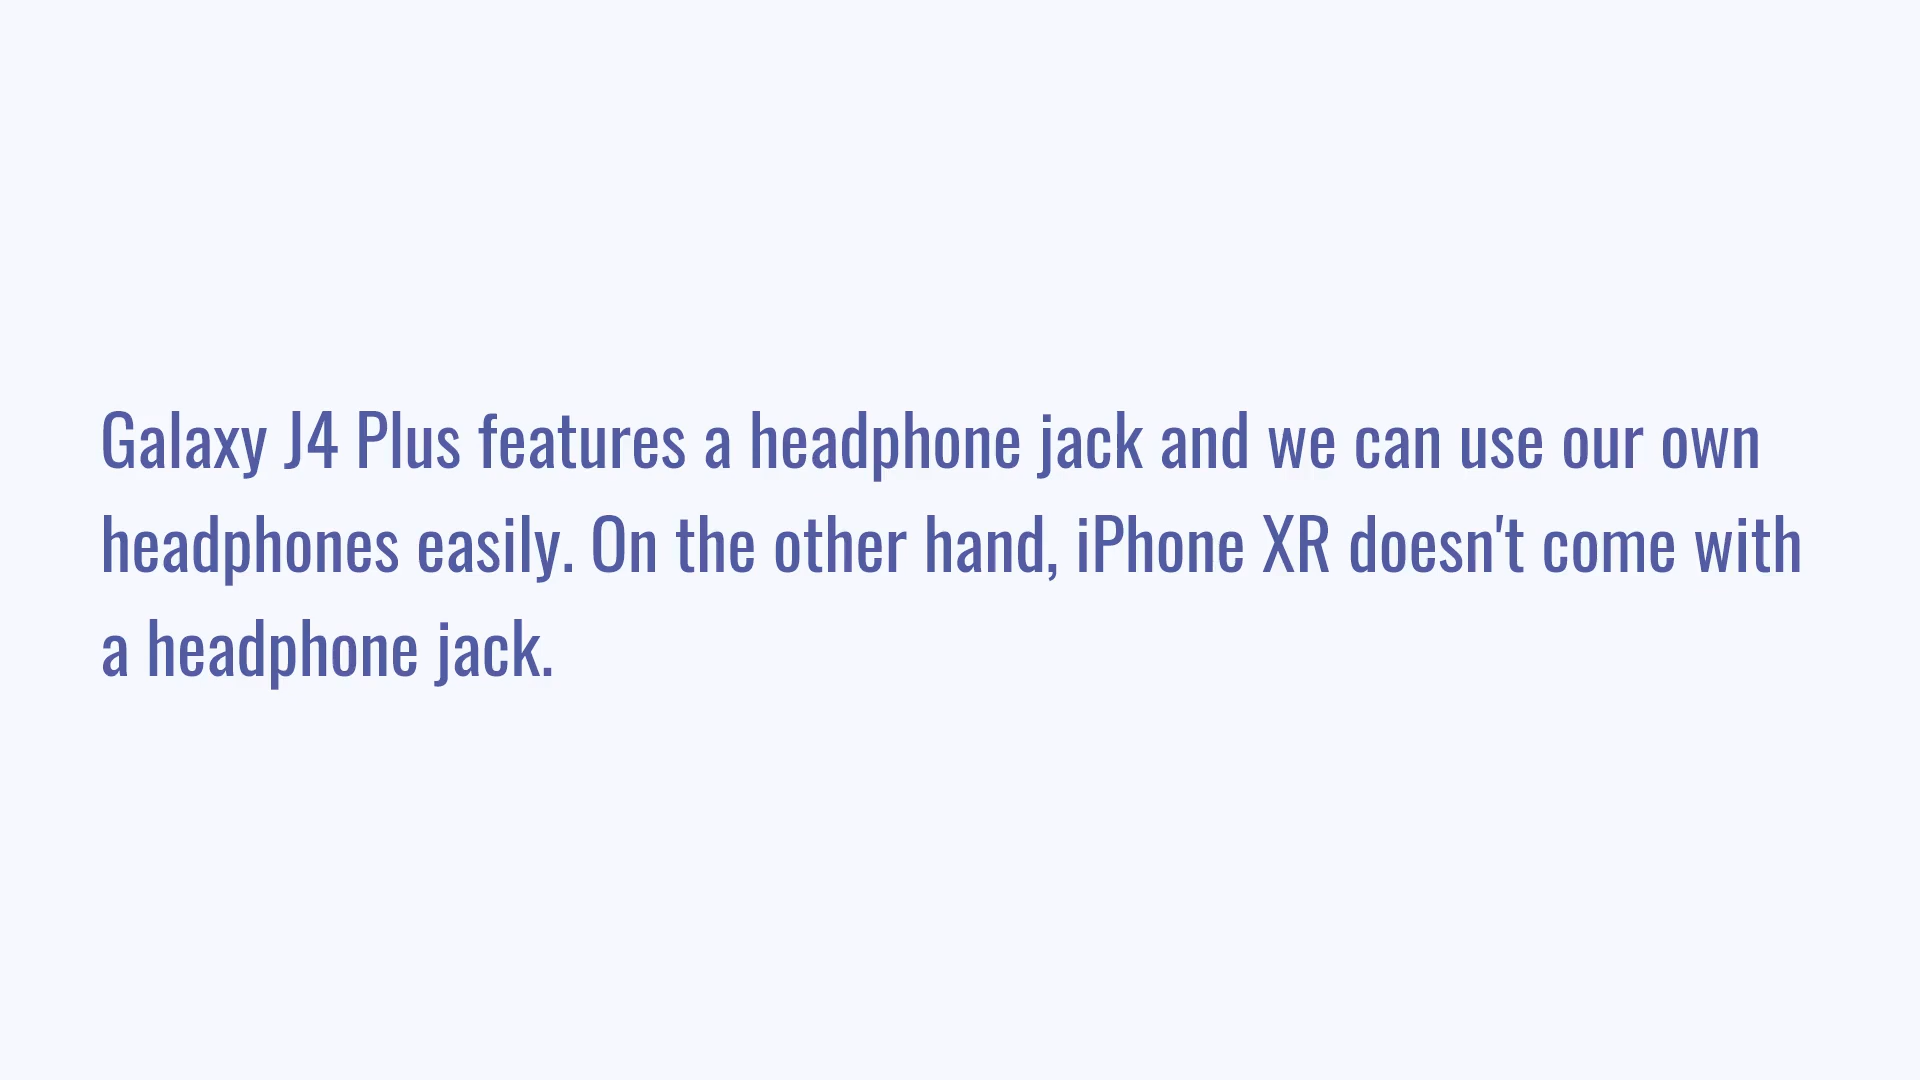 Galaxy J4 Plus features a headphone jack and we can use our own
headphones easily. On the other hand, iPhone XR doesn't come with
a headphone jack.